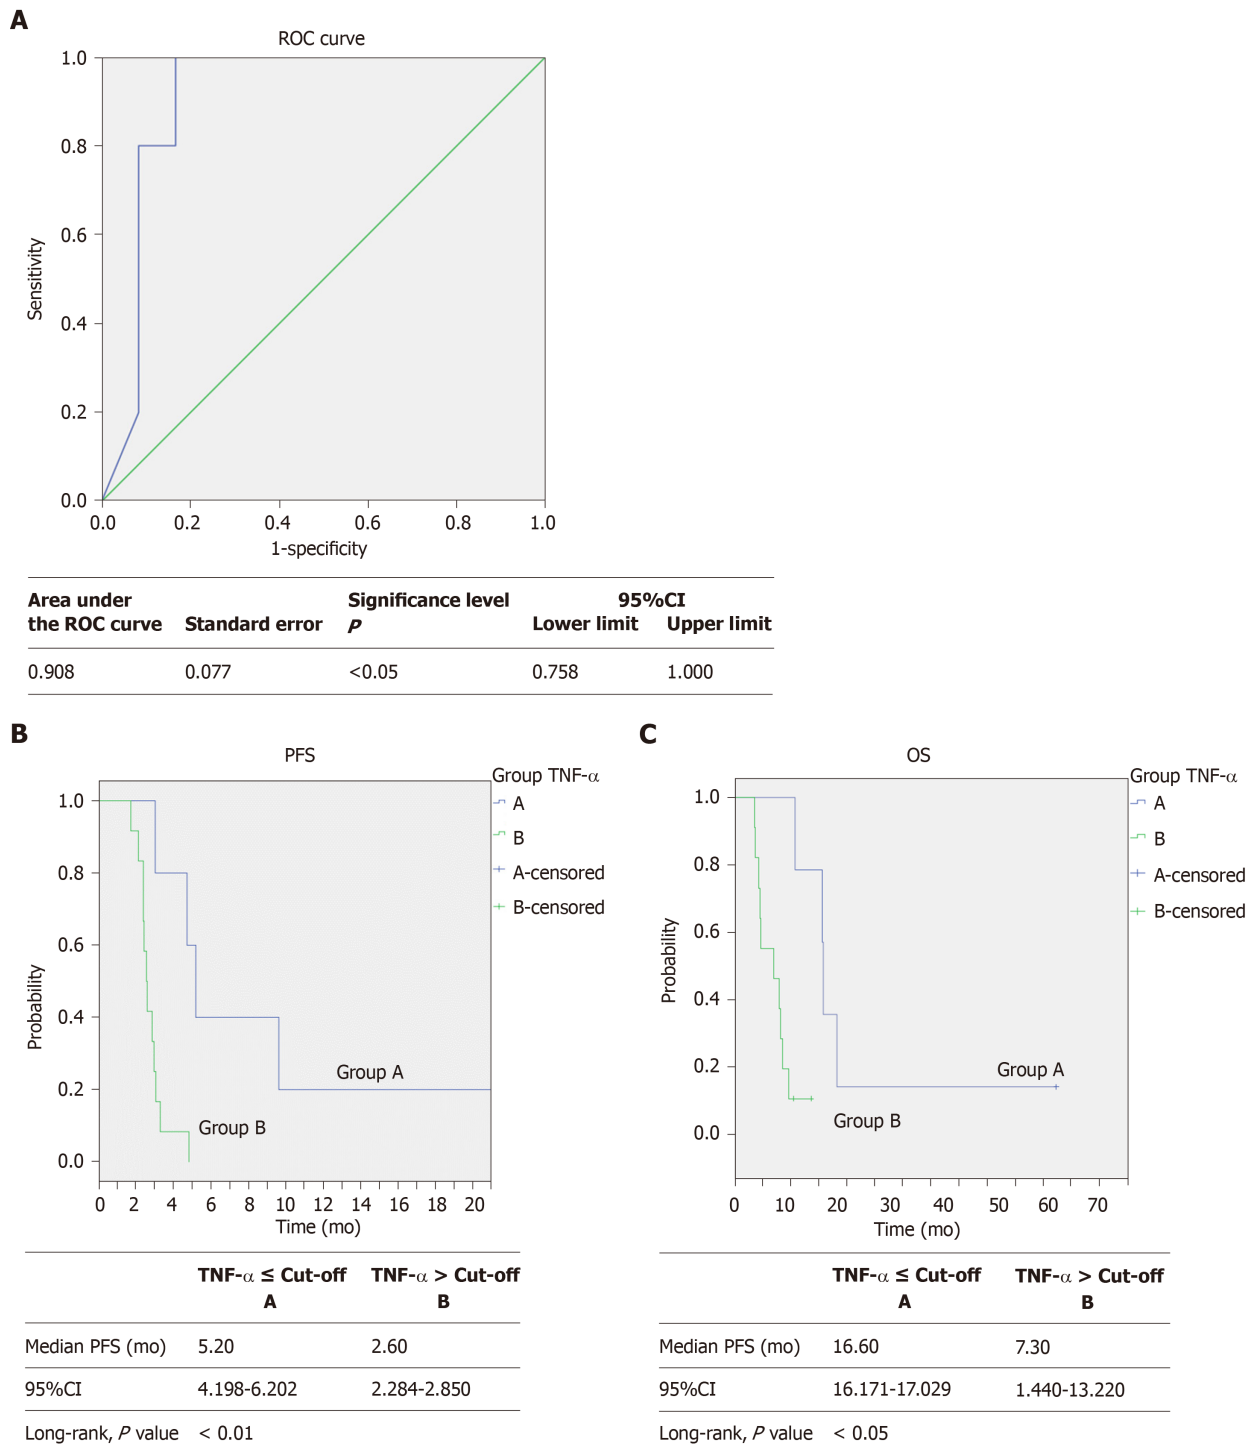 A
ROC curve
1.0
0.8
0.6
0.4
0.2
0.0
Sensitivity
0.0 0.2 0.4 0.6 0.8 1.0
1-specificity
Area under Significance level 95%CI
the ROC curve Standard error P Lower limit Upper limit
0.908 0.077 <0.05 0.758 1.000
B
PFS
Group TNF-α
A
B
A-censored
B-censored
1.0
0.8
0.6
0.4
0.2
0.0
Probability
Group A
Group B
0 2 4 6 8 10 12 14 16 18 20
Time (mo)
TNF-α ≤ Cut-off TNF-α > Cut-off
A B
Median PFS (mo) 5.20 2.60
95%CI 4.198-6.202 2.284-2.850
Long-rank, P value < 0.01
C
OS
Group TNF-α
A
B
A-censored
B-censored
1.0
0.8
0.6
0.4
0.2
0.0
Probability
Group A
Group B
0 10 20 30 40 50 60 70
Time (mo)
TNF-α ≤ Cut-off TNF-α > Cut-off
A B
Median PFS (mo) 16.60 7.30
95%CI 16.171-17.029 1.440-13.220
Long-rank, P value < 0.05